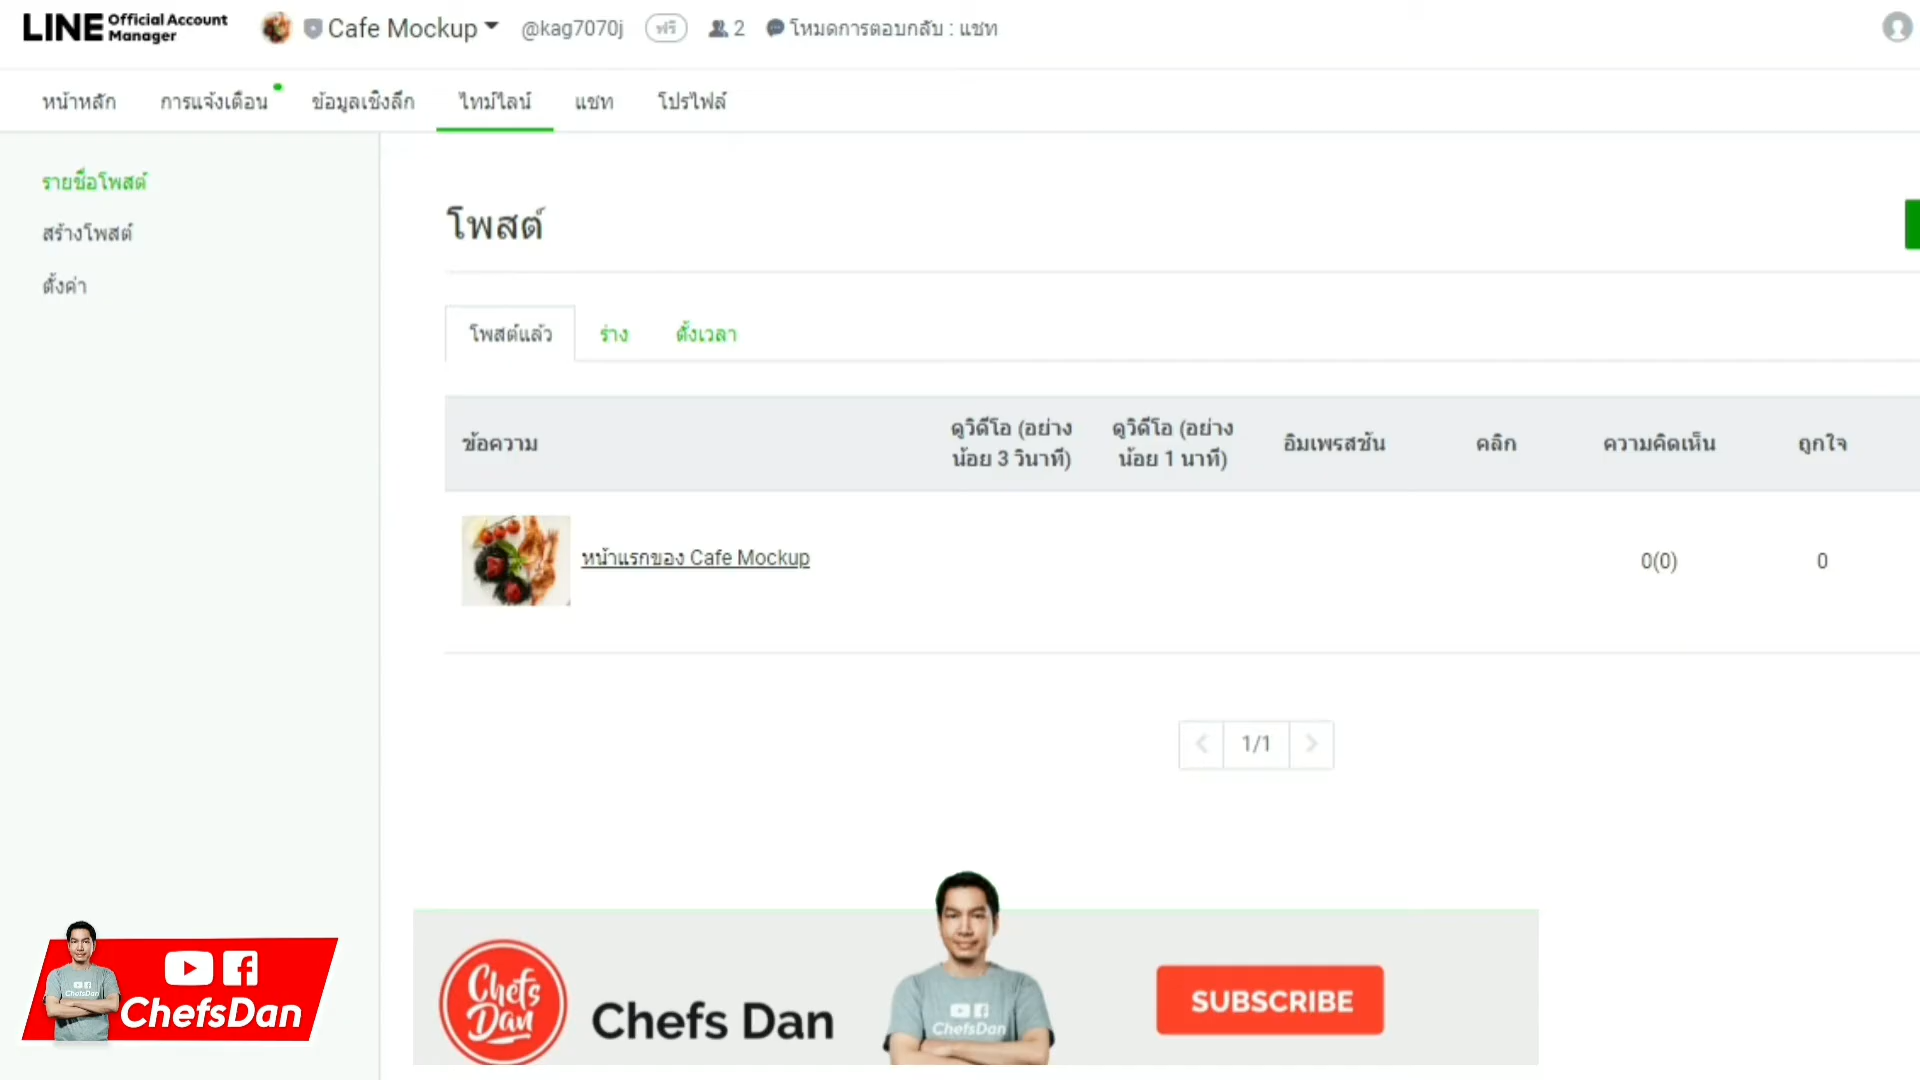 LINE Official Account Manager
Cafe Mockup @kag7070j ฟรี 2 โหมดการตอบกลับ : แชท
หน้าหลัก การแจ้งเตือน ข้อมูลเชิงลึก ไทม์ไลน์ แชท โปรไฟล์
รายชื่อโพสต์
สร้างโพสต์
ตั้งค่า
โพสต์
โพสต์แล้ว ร่าง ตั้งเวลา
ข้อความ ดูวิดีโอ (อย่างน้อย 3 วินาที) ดูวิดีโอ (อย่างน้อย 1 นาที) อิมเพรสชัน คลิก ความคิดเห็น ถูกใจ
หน้าแรกของ Cafe Mockup 0(0) 0
1/1
ChefsDan
ChefsDan
Chefs Dan
Chefs Dan
ChefsDan
SUBSCRIBE